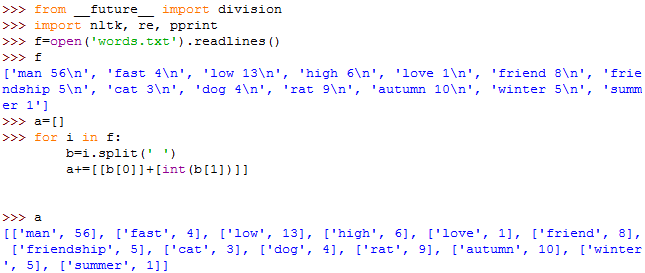 >>> from __future__ import division
>>> import nltk, re, pprint
>>> f=open('words.txt').readlines()
>>> f
['man 56\n', 'fast 4\n', 'low 13\n', 'high 6\n', 'love 1\n', 'friend 8\n', 'frie
ndship 5\n', 'cat 3\n', 'dog 4\n', 'rat 9\n', 'autumn 10\n', 'winter 5\n', 'summ
er 1']
>>> a=[]
>>> for i in f:
        b=i.split(' ')
        a+=[[b[0]]+[int(b[1])]]
>>> a
[['man', 56], ['fast', 4], ['low', 13], ['high', 6], ['love', 1], ['friend', 8],
 ['friendship', 5], ['cat', 3], ['dog', 4], ['rat', 9], ['autumn', 10], ['winter
', 5], ['summer', 1]]